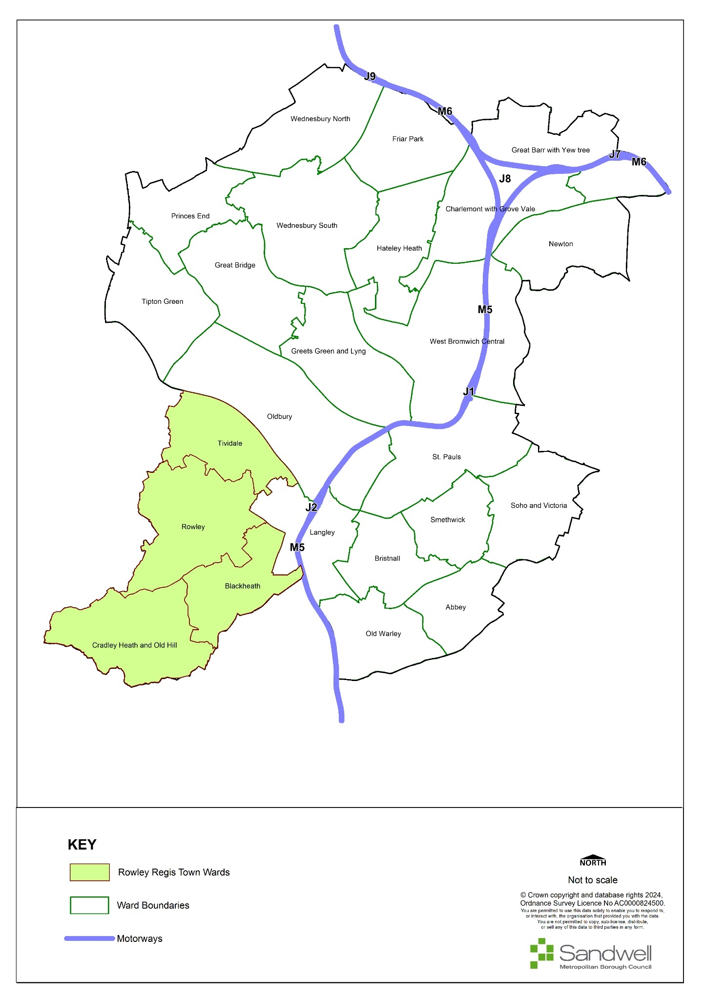 J9
M6
Wednesbury North
Friar Park
Great Barr with Yew tree
J7
M6
J8
Charlemont with Grove Vale
Princes End
Wednesbury South
Newton
Hateley Heath
Great Bridge
Tipton Green
M5
West Bromwich Central
Greets Green and Lyng
J1
Oldbury
Tividale
St. Pauls
J2
Soho and Victoria
Smethwick
Rowley
Langley
M5
Bristnall
Blackheath
Abbey
Old Warley
Cradley Heath and Old Hill
KEY
Rowley Regis Town Wards
Ward Boundaries
Motorways
NORTH
Not to scale
© Crown copyright and database rights 2024,
Ordnance Survey Licence No AC0000824500.
You are permitted to use this data solely to enable you to respond to,
or interact with, the organisation that provided you with the data.
You are not permitted to copy, sub-license, distribute,
or sell any of this data to third parties in any form.
Sandwell
Metropolitan Borough Council